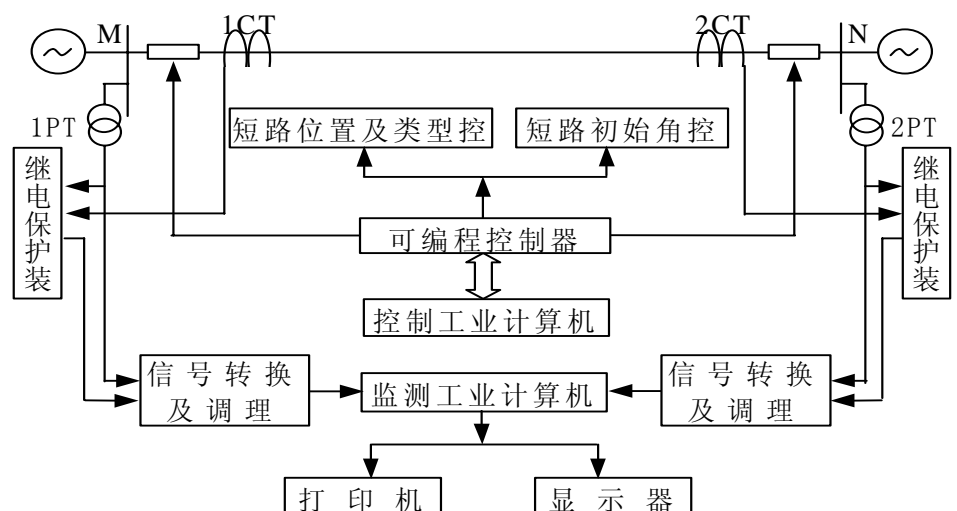 M
1CT
2CT
N
1PT
短路位置及类型控
短路初始角控
2PT
继电保护装
继电保护装
可编程控制器
控制工业计算机
信号转换
及调理
监测工业计算机
信号转换
及调理
打印机
显示器